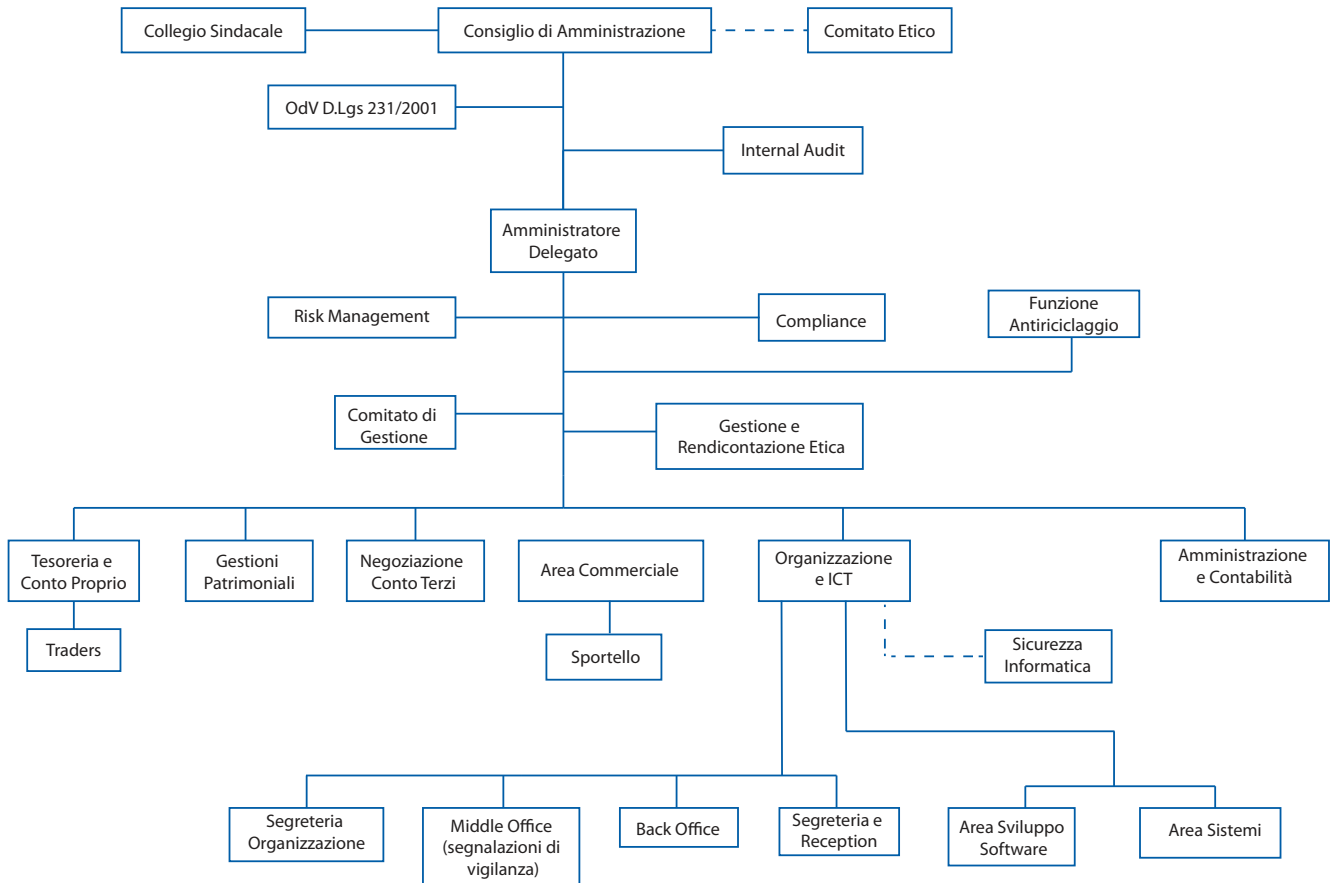 Collegio Sindacale
Consiglio di Amministrazione
Comitato Etico
OdV D.Lgs 231/2001
Internal Audit
Amministratore
Delegato
Risk Management
Compliance
Funzione
Antiriciclaggio
Comitato di
Gestione
Gestione e
Rendicontazione Etica
Tesoreria e
Conto Proprio
Gestioni
Patrimoniali
Negoziazione
Conto Terzi
Area Commerciale
Organizzazione
e ICT
Amministrazione
e Contabilità
Traders
Sportello
Sicurezza
Informatica
Segreteria
Organizzazione
Middle Office
(segnalazioni di
vigilanza)
Back Office
Segreteria e
Reception
Area Sviluppo
Software
Area Sistemi